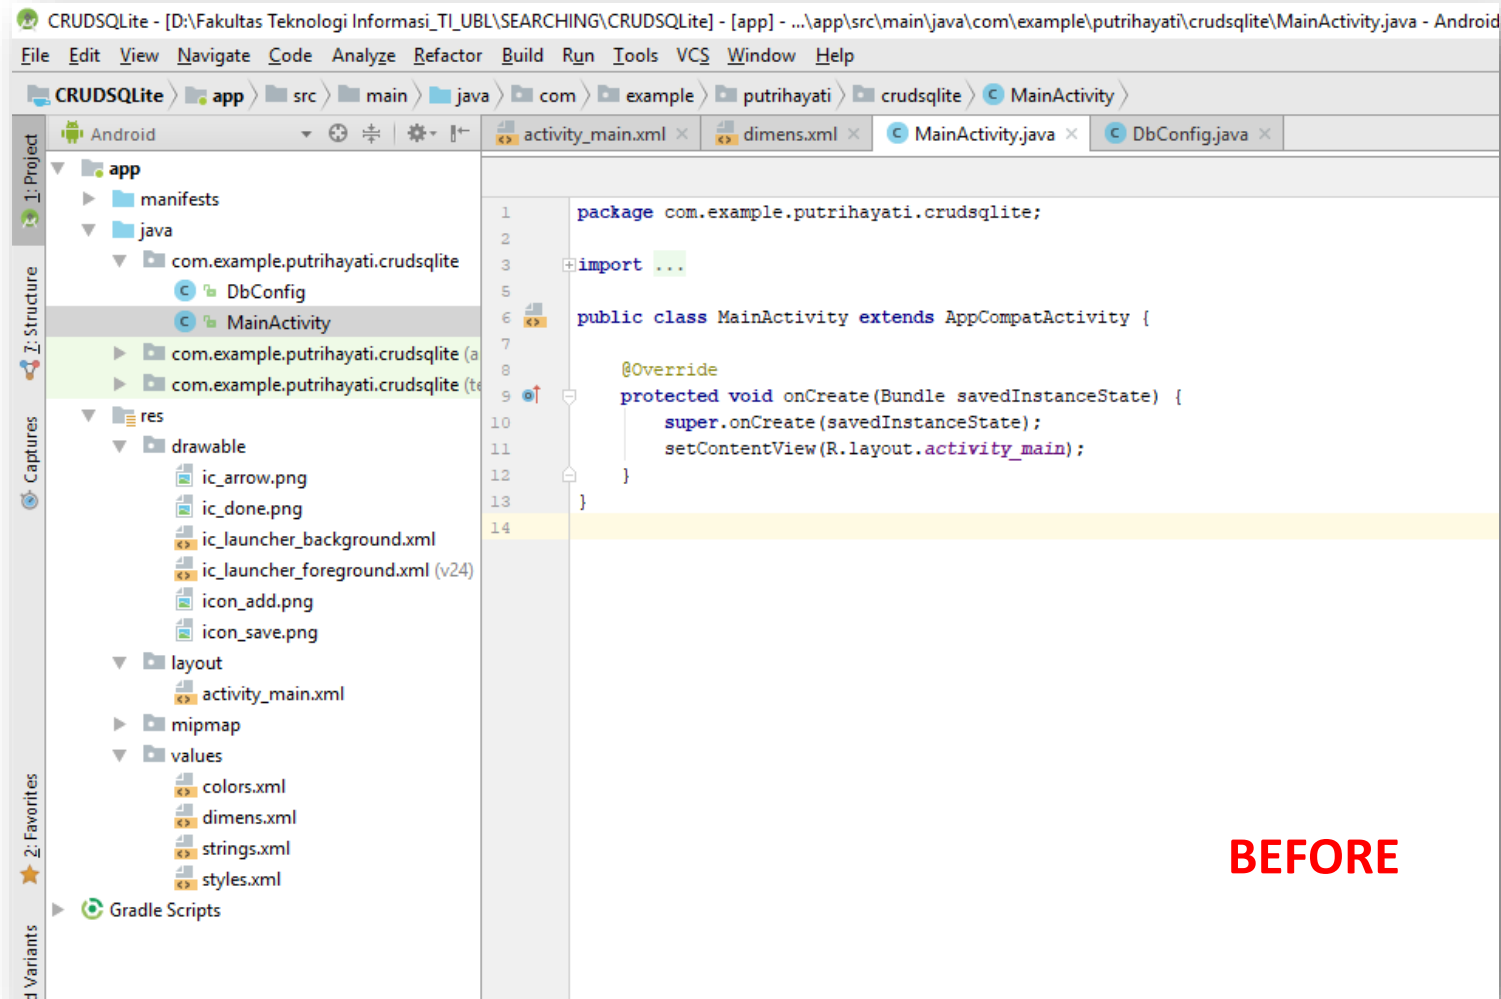 CRUDSQLite - [D:\Fakultas Teknologi Informasi_TI_UBL\SEARCHING\CRUDSQLite] - [app] - ...\app\src\main\java\com\example\putrihayati\crudsqlite\MainActivity.java - Android
File Edit View Navigate Code Analyze Refactor Build Run Tools VCS Window Help
CRUDSQLite app src main java com example putrihayati crudsqlite MainActivity
Android
activity_main.xml dimens.xml MainActivity.java DbConfig.java
1: Project
7: Structure
Captures
2: Favorites
Variants
app
manifests
java
com.example.putrihayati.crudsqlite
DbConfig
MainActivity
com.example.putrihayati.crudsqlite (a
com.example.putrihayati.crudsqlite (te
res
drawable
ic_arrow.png
ic_done.png
ic_launcher_background.xml
ic_launcher_foreground.xml (v24)
icon_add.png
icon_save.png
layout
activity_main.xml
mipmap
values
colors.xml
dimens.xml
strings.xml
styles.xml
Gradle Scripts
1 package com.example.putrihayati.crudsqlite;
2
3 import ...
5
6 public class MainActivity extends AppCompatActivity {
7
8 @Override
9 protected void onCreate(Bundle savedInstanceState) {
10 super.onCreate(savedInstanceState);
11 setContentView(R.layout.activity_main);
12 }
13 }
14
BEFORE